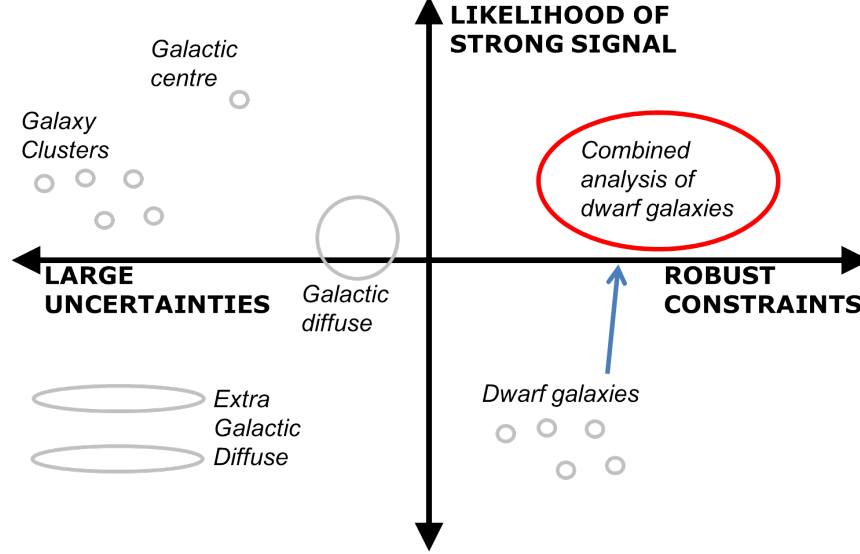 LIKELIHOOD OF
STRONG SIGNAL
Galactic
centre
Galaxy
Clusters
Combined
analysis of
dwarf galaxies
LARGE
UNCERTAINTIES
ROBUST
CONSTRAINTS
Galactic
diffuse
Extra
Galactic
Diffuse
Dwarf galaxies